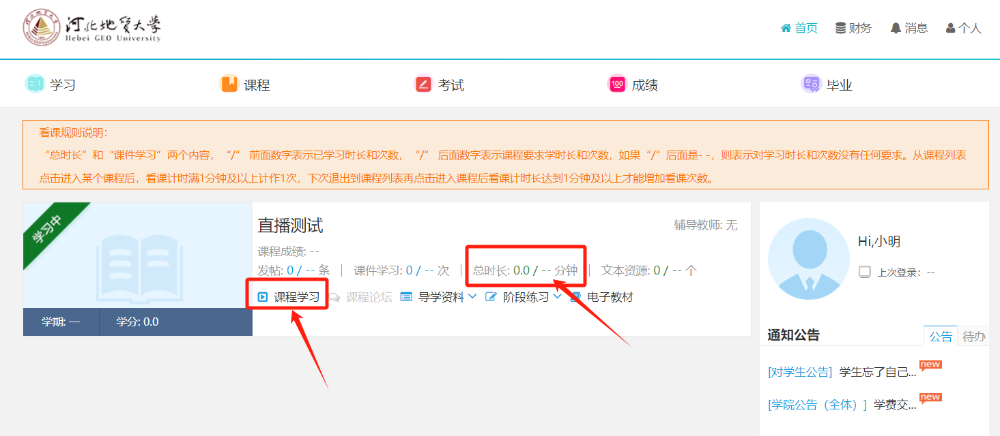 河北地质大学
Hebei GEO University
首页 财务 消息 个人
学习 课程 考试 100 成绩 毕业
看课规则说明:
“总时长”和“课件学习”两个内容，“/” 前面数字表示已学习时长和次数，“/” 后面数字表示课程要求学时长和次数，如果“/”后面是- -，则表示对学习时长和次数没有任何要求。从课程列表
点击进入某个课程后，看课计时满1分钟及以上计作1次，下次退出到课程列表再点击进入课程后看课计时长达到1分钟及以上才能增加看课次数。
学习中
直播测试
辅导教师: 无
课程成绩: --
发帖: 0 / -- 条 课件学习: 0 / -- 次 总时长: 0.0 / -- 分钟 文本资源: 0 / -- 个
课程学习 课程论坛 导学资料 阶段练习 电子教材
学期: — 学分: 0.0
Hi,小明
上次登录: --
通知公告 公告 待办
[对学生公告] 学生忘了自己... new
[学院公告（全体）] 学费交... new